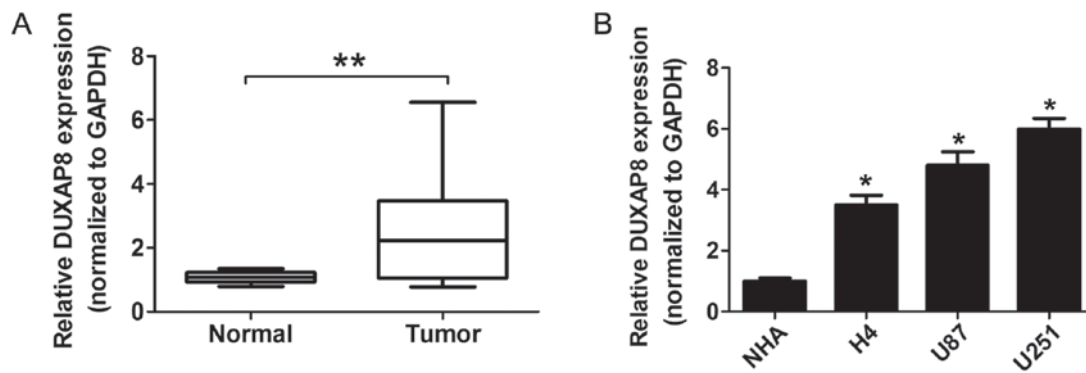 A
Relative DUXAP8 expression
(normalized to GAPDH)
8
6
4
2
0
**
Normal
Tumor
B
Relative DUXAP8 expression
(normalized to GAPDH)
8
6
4
2
0
*
*
*
NHA
H4
U87
U251